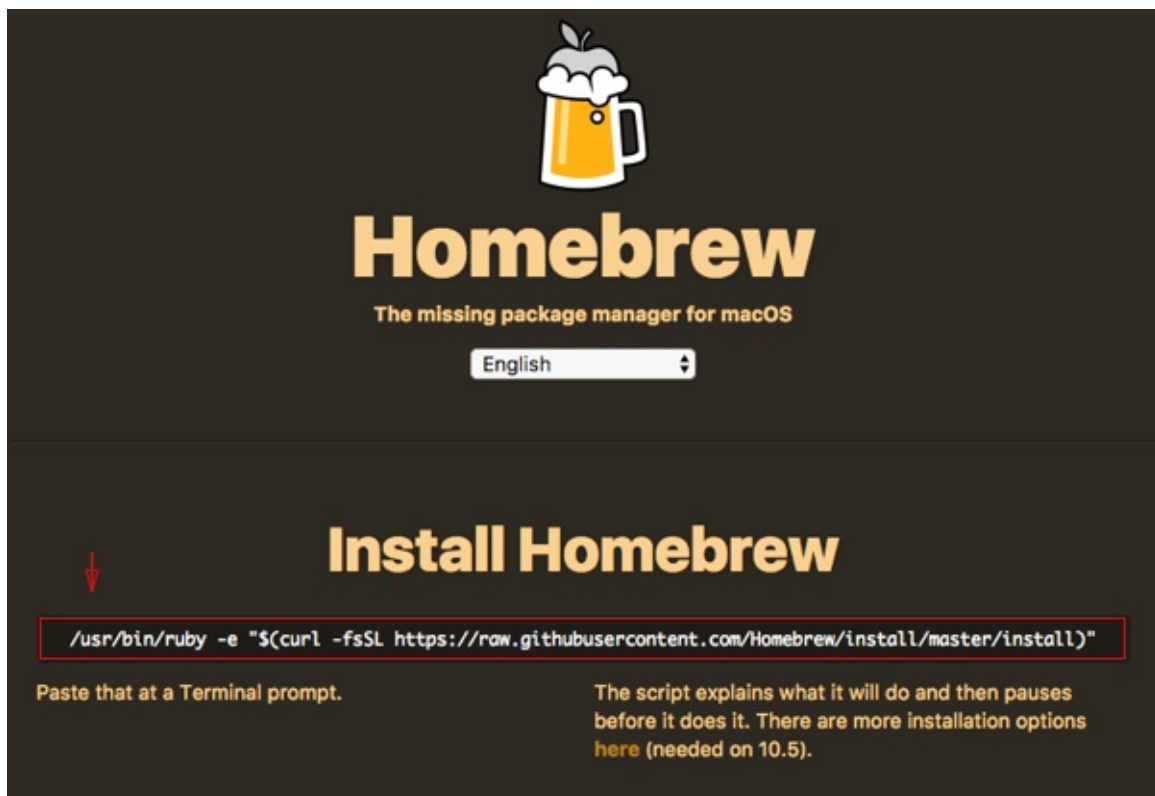 Homebrew
The missing package manager for macOS
English
Install Homebrew
/usr/bin/ruby -e "$(curl -fsSL https://raw.githubusercontent.com/Homebrew/install/master/install)"
Paste that at a Terminal prompt.
The script explains what it will do and then pauses
before it does it. There are more installation options
here (needed on 10.5).